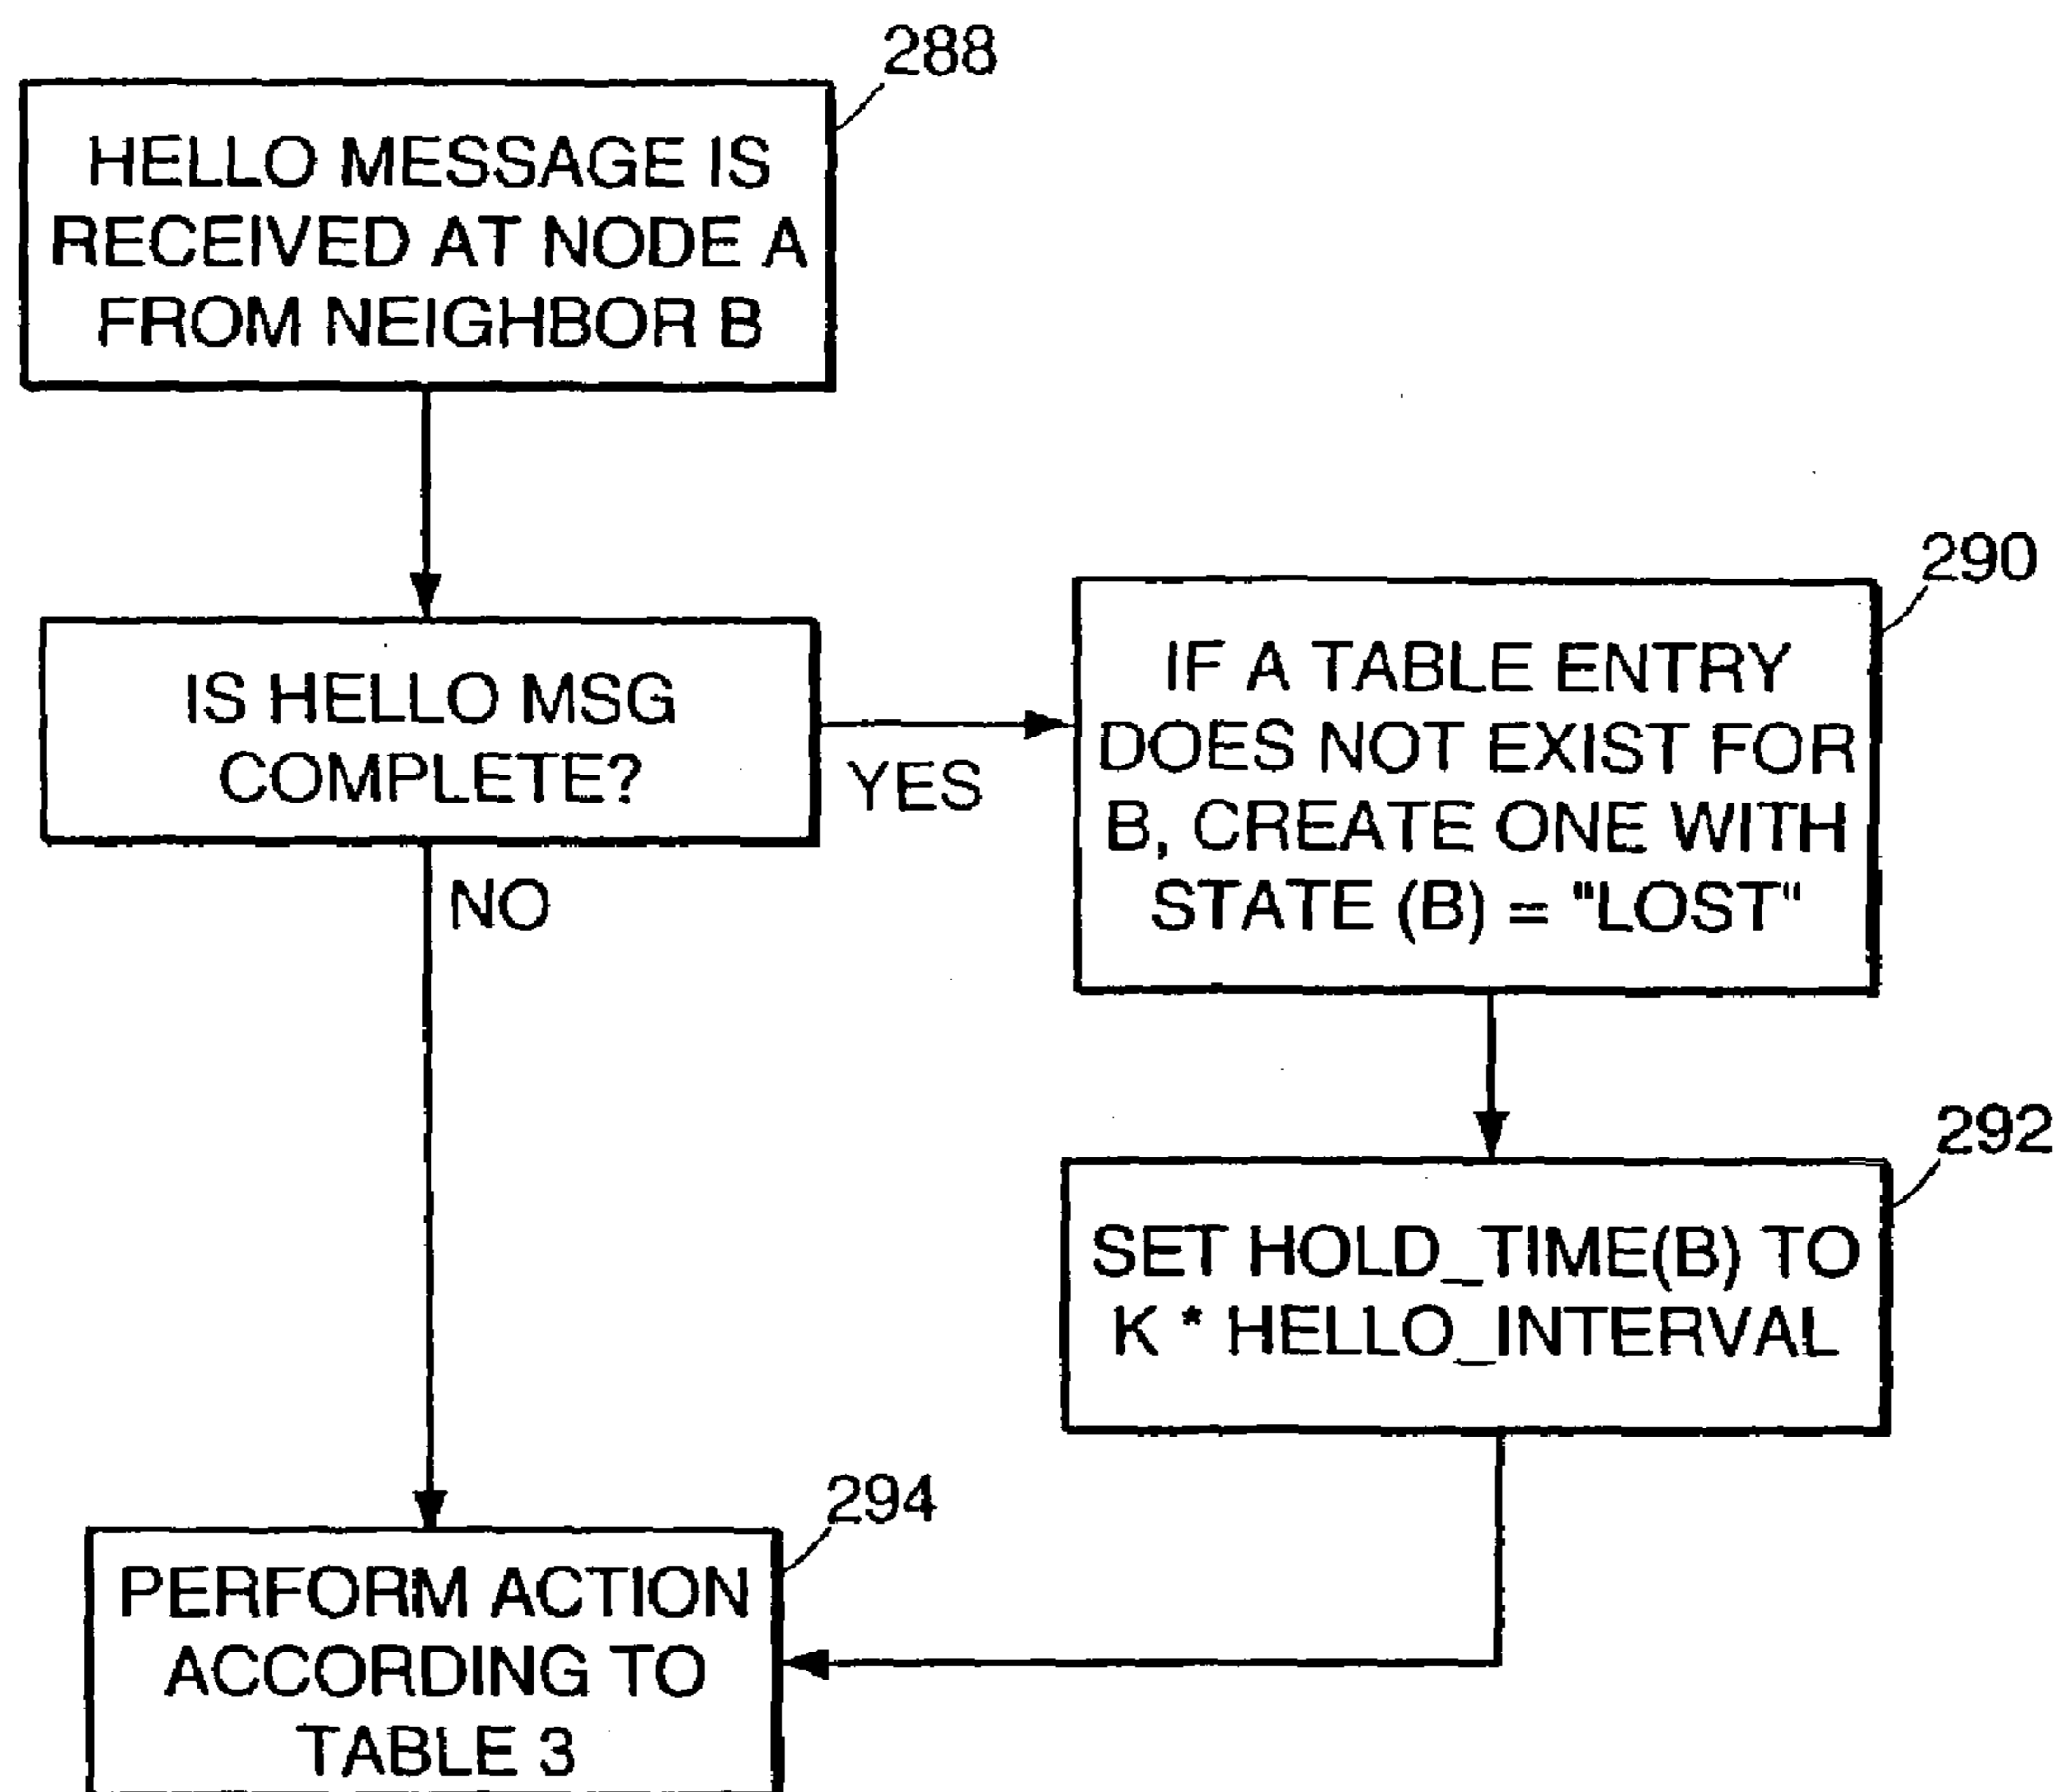 288
HELLO MESSAGE IS
RECEIVED AT NODE A
FROM NEIGHBOR B
IS HELLO MSG
COMPLETE?
YES
NO
290
IF A TABLE ENTRY
DOES NOT EXIST FOR
B, CREATE ONE WITH
STATE (B) = "LOST"
292
SET HOLD_TIME(B) TO
K * HELLO_INTERVAL
294
PERFORM ACTION
ACCORDING TO
TABLE 3